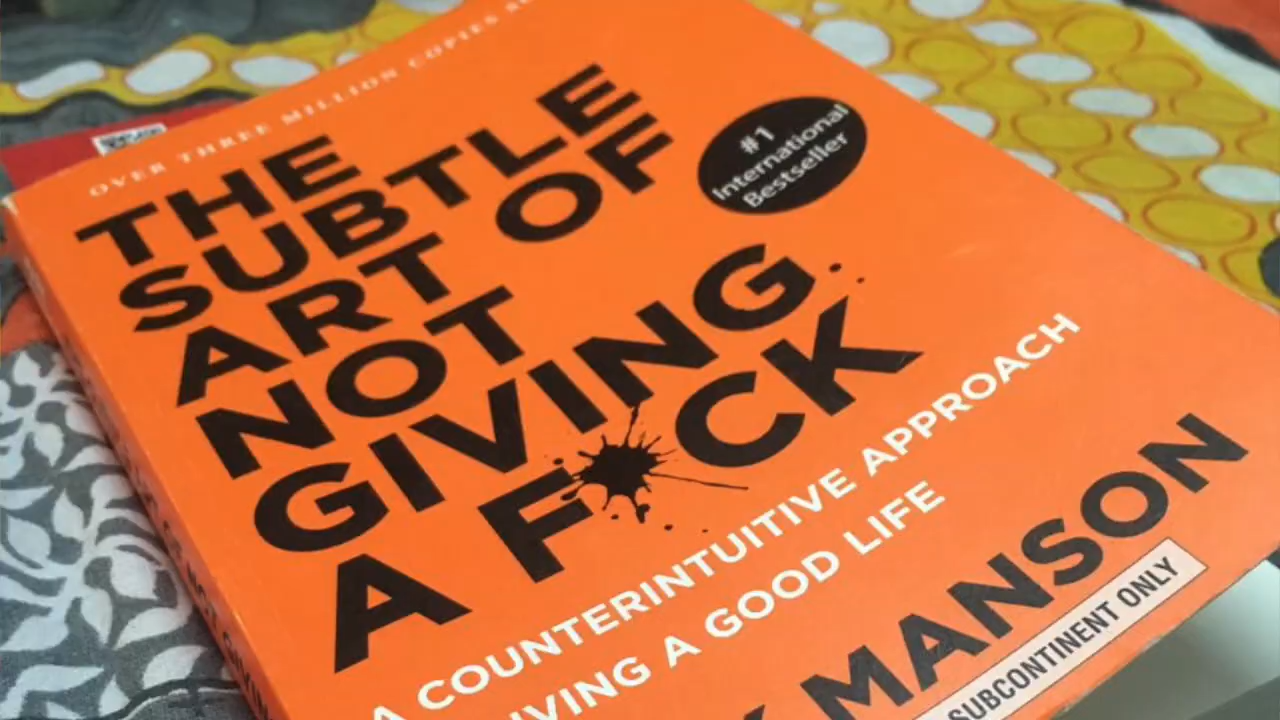 OVER THREE MILLION COPIES
THE
SUBTLE
ART OF
NOT
GIVING
A F CK
#1
International
Bestseller
A COUNTERINTUITIVE APPROACH
LIVING A GOOD LIFE
MANSON
SUBCONTINENT ONLY